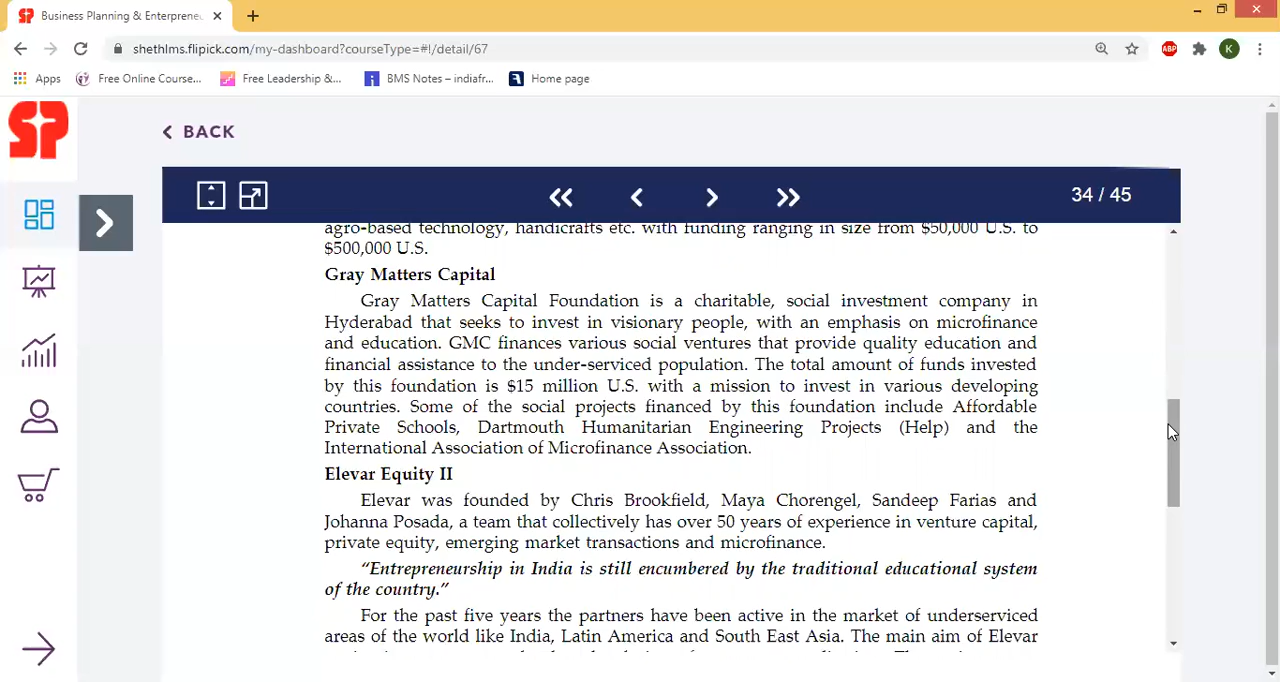 Business Planning & Enterprene
shethlms.flipick.com/my-dashboard?courseType=#!/detail/67
ABP
K
Apps
Free Online Course...
Free Leadership &...
BMS Notes – indiafr...
Home page
SP
BACK
34 / 45
agro-based technology, handicrafts etc. with funding ranging in size from $50,000 U.S. to
$500,000 U.S.
Gray Matters Capital
Gray Matters Capital Foundation is a charitable, social investment company in
Hyderabad that seeks to invest in visionary people, with an emphasis on microfinance
and education. GMC finances various social ventures that provide quality education and
financial assistance to the under-serviced population. The total amount of funds invested
by this foundation is $15 million U.S. with a mission to invest in various developing
countries. Some of the social projects financed by this foundation include Affordable
Private Schools, Dartmouth Humanitarian Engineering Projects (Help) and the
International Association of Microfinance Association.
Elevar Equity II
Elevar was founded by Chris Brookfield, Maya Chorengel, Sandeep Farias and
Johanna Posada, a team that collectively has over 50 years of experience in venture capital,
private equity, emerging market transactions and microfinance.
“Entrepreneurship in India is still encumbered by the traditional educational system
of the country.”
For the past five years the partners have been active in the market of underserviced
areas of the world like India, Latin America and South East Asia. The main aim of Elevar